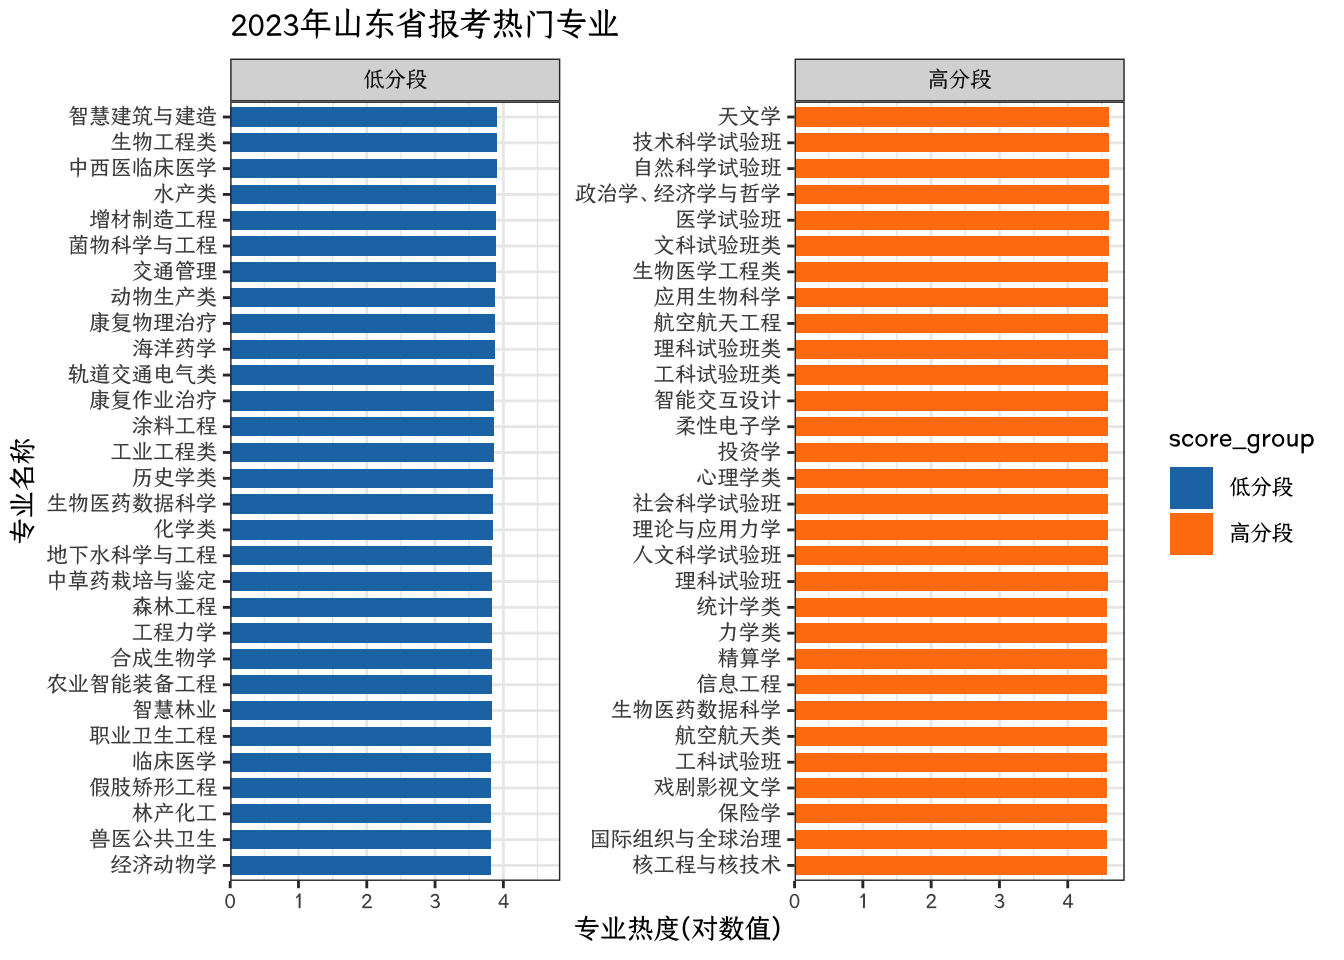 2023年山东省报考热门专业
低分段
智慧建筑与建造
生物工程类
中西医临床医学
水产类
增材制造工程
菌物科学与工程
交通管理
动物生产类
康复物理治疗
海洋药学
轨道交通电气类
康复作业治疗
涂料工程
工业工程类
历史学类
生物医药数据科学
化学类
地下水科学与工程
中草药栽培与鉴定
森林工程
工程力学
合成生物学
农业智能装备工程
智慧林业
职业卫生工程
临床医学
假肢矫形工程
林产化工
兽医公共卫生
经济动物学
0 1 2 3 4
高分段
天文学
技术科学试验班
自然科学试验班
政治学、经济学与哲学
医学试验班
文科试验班类
生物医学工程类
应用生物科学
航空航天工程
理科试验班类
工科试验班类
智能交互设计
柔性电子学
投资学
心理学类
社会科学试验班
理论与应用力学
人文科学试验班
理科试验班
统计学类
力学类
精算学
信息工程
生物医药数据科学
航空航天类
工科试验班
戏剧影视文学
保险学
国际组织与全球治理
核工程与核技术
0 1 2 3 4
专业名称
专业热度(对数值)
score_group
低分段
高分段